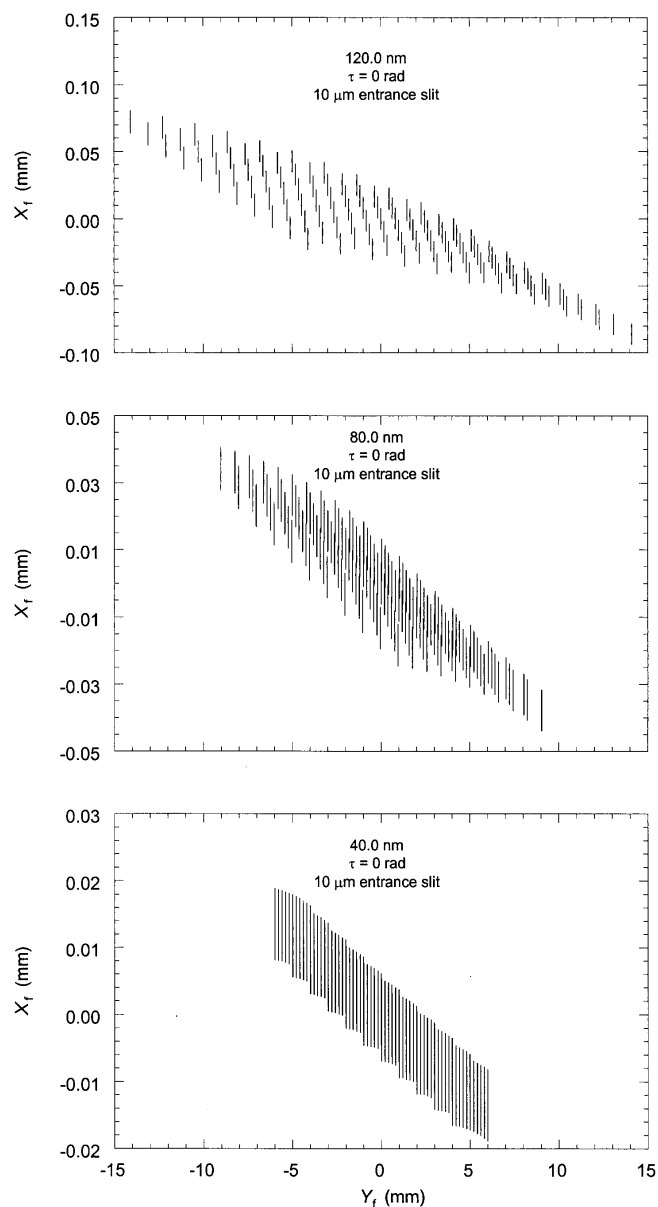 0.15
0.10
0.05
0.00
-0.05
-0.10
X_f (mm)
120.0 nm
τ = 0 rad
10 μm entrance slit
0.05
0.03
0.01
-0.01
-0.03
-0.05
X_f (mm)
80.0 nm
τ = 0 rad
10 μm entrance slit
0.03
0.02
0.01
0.00
-0.01
-0.02
X_f (mm)
40.0 nm
τ = 0 rad
10 μm entrance slit
-15 -10 -5 0 5 10 15
Y_f (mm)